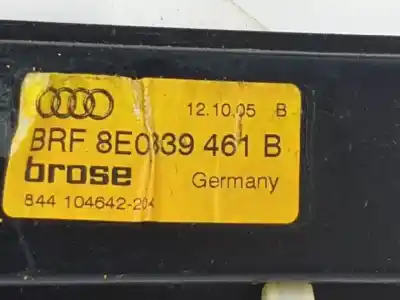 12.10.05 B
BRF 8E0839 461 B
brose Germany
844 104642-204